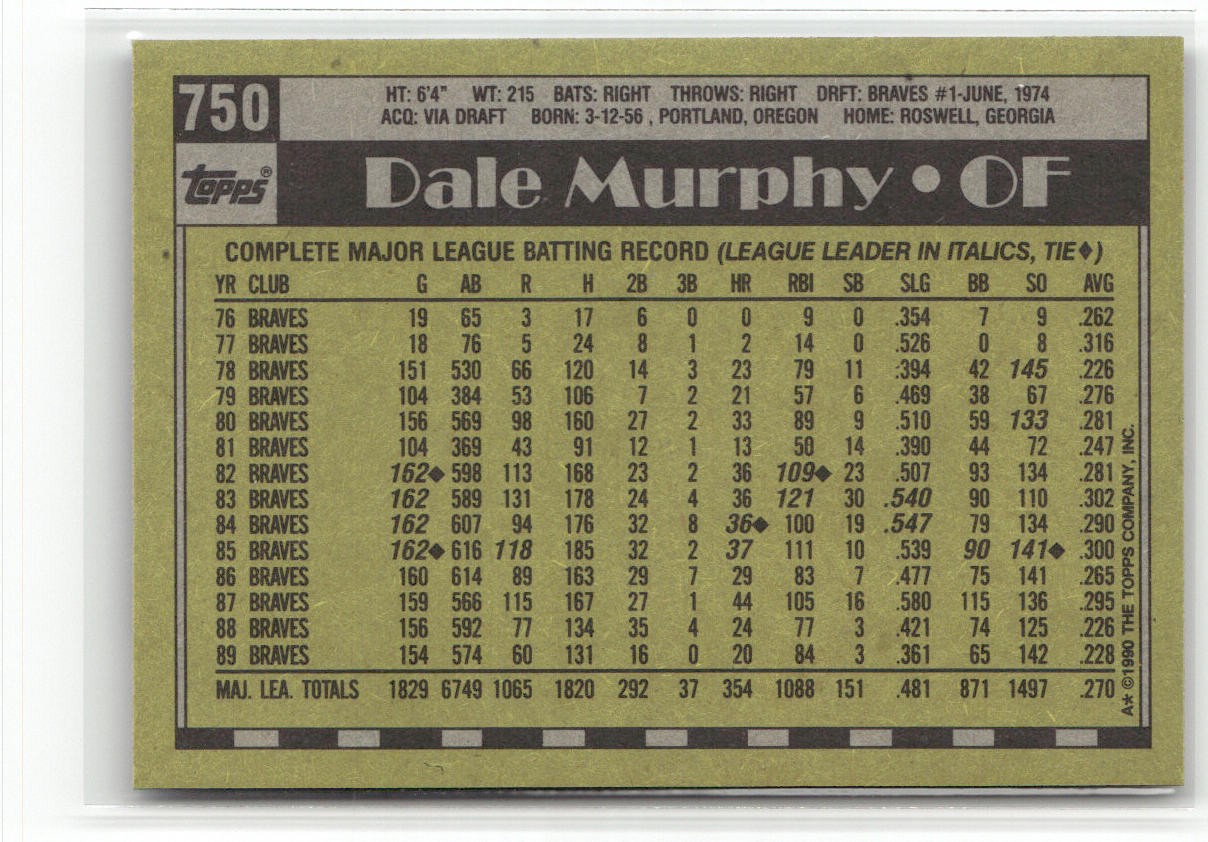 750
HT: 6'4" WT: 215 BATS: RIGHT THROWS: RIGHT DRFT: BRAVES #1-JUNE, 1974
ACQ: VIA DRAFT BORN: 3-12-56 , PORTLAND, OREGON HOME: ROSWELL, GEORGIA
topps®
Dale Murphy • OF
COMPLETE MAJOR LEAGUE BATTING RECORD (LEAGUE LEADER IN ITALICS, TIE♦)
YR CLUB G AB R H 2B 3B HR RBI SB SLG BB SO AVG
76 BRAVES 19 65 3 17 6 0 0 9 0 .354 7 9 .262
77 BRAVES 18 76 5 24 8 1 2 14 0 .526 0 8 .316
78 BRAVES 151 530 66 120 14 3 23 79 11 .394 42 145 .226
79 BRAVES 104 384 53 106 7 2 21 57 6 .469 38 67 .276
80 BRAVES 156 569 98 160 27 2 33 89 9 .510 59 133 .281
81 BRAVES 104 369 43 91 12 1 13 50 14 .390 44 72 .247
82 BRAVES 162♦ 598 113 168 23 2 36 109♦ 23 .507 93 134 .281
83 BRAVES 162 589 131 178 24 4 36 121 30 .540 90 110 .302
84 BRAVES 162 607 94 176 32 8 36♦ 100 19 .547 79 134 .290
85 BRAVES 162♦ 616 118 185 32 2 37 111 10 .539 90 141♦ .300
86 BRAVES 160 614 89 163 29 7 29 83 7 .477 75 141 .265
87 BRAVES 159 566 115 167 27 1 44 105 16 .580 115 136 .295
88 BRAVES 156 592 77 134 35 4 24 77 3 .421 74 125 .226
89 BRAVES 154 574 60 131 16 0 20 84 3 .361 65 142 .228
MAJ. LEA. TOTALS 1829 6749 1065 1820 292 37 354 1088 151 .481 871 1497 .270
A* ©1990 THE TOPPS COMPANY, INC.